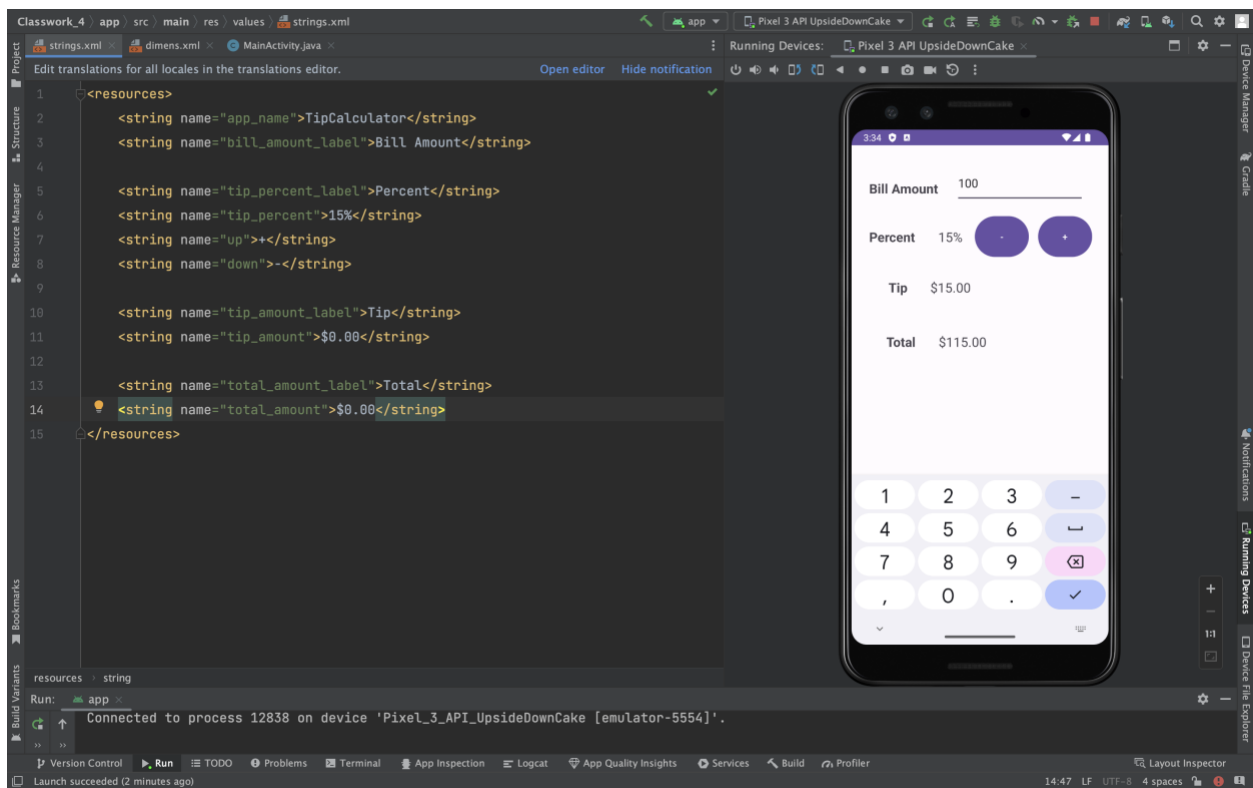 Classwork_4 › app › src › main › res › values › strings.xml
app
Pixel 3 API UpsideDownCake
strings.xml
dimens.xml
MainActivity.java
Running Devices: Pixel 3 API UpsideDownCake
Edit translations for all locales in the translations editor.
Open editor Hide notification
Project
Structure
Resource Manager
Bookmarks
Build Variants
1 <resources>
2 <string name="app_name">TipCalculator</string>
3 <string name="bill_amount_label">Bill Amount</string>
4
5 <string name="tip_percent_label">Percent</string>
6 <string name="tip_percent">15%</string>
7 <string name="up">+</string>
8 <string name="down">-</string>
9
10 <string name="tip_amount_label">Tip</string>
11 <string name="tip_amount">$0.00</string>
12
13 <string name="total_amount_label">Total</string>
14 <string name="total_amount">$0.00</string>
15 </resources>
3:34
Bill Amount 100
Percent 15% - +
Tip $15.00
Total $115.00
1 2 3 –
4 5 6
7 8 9
, 0 .
+
–
1:1
Device Manager
Gradle
Notifications
Running Devices
Device File Explorer
resources › string
Run: app
Connected to process 12838 on device 'Pixel_3_API_UpsideDownCake [emulator-5554]'.
›› ››
Version Control Run TODO Problems Terminal App Inspection Logcat App Quality Insights Services Build Profiler Layout Inspector
Launch succeeded (2 minutes ago) 14:47 LF UTF-8 4 spaces